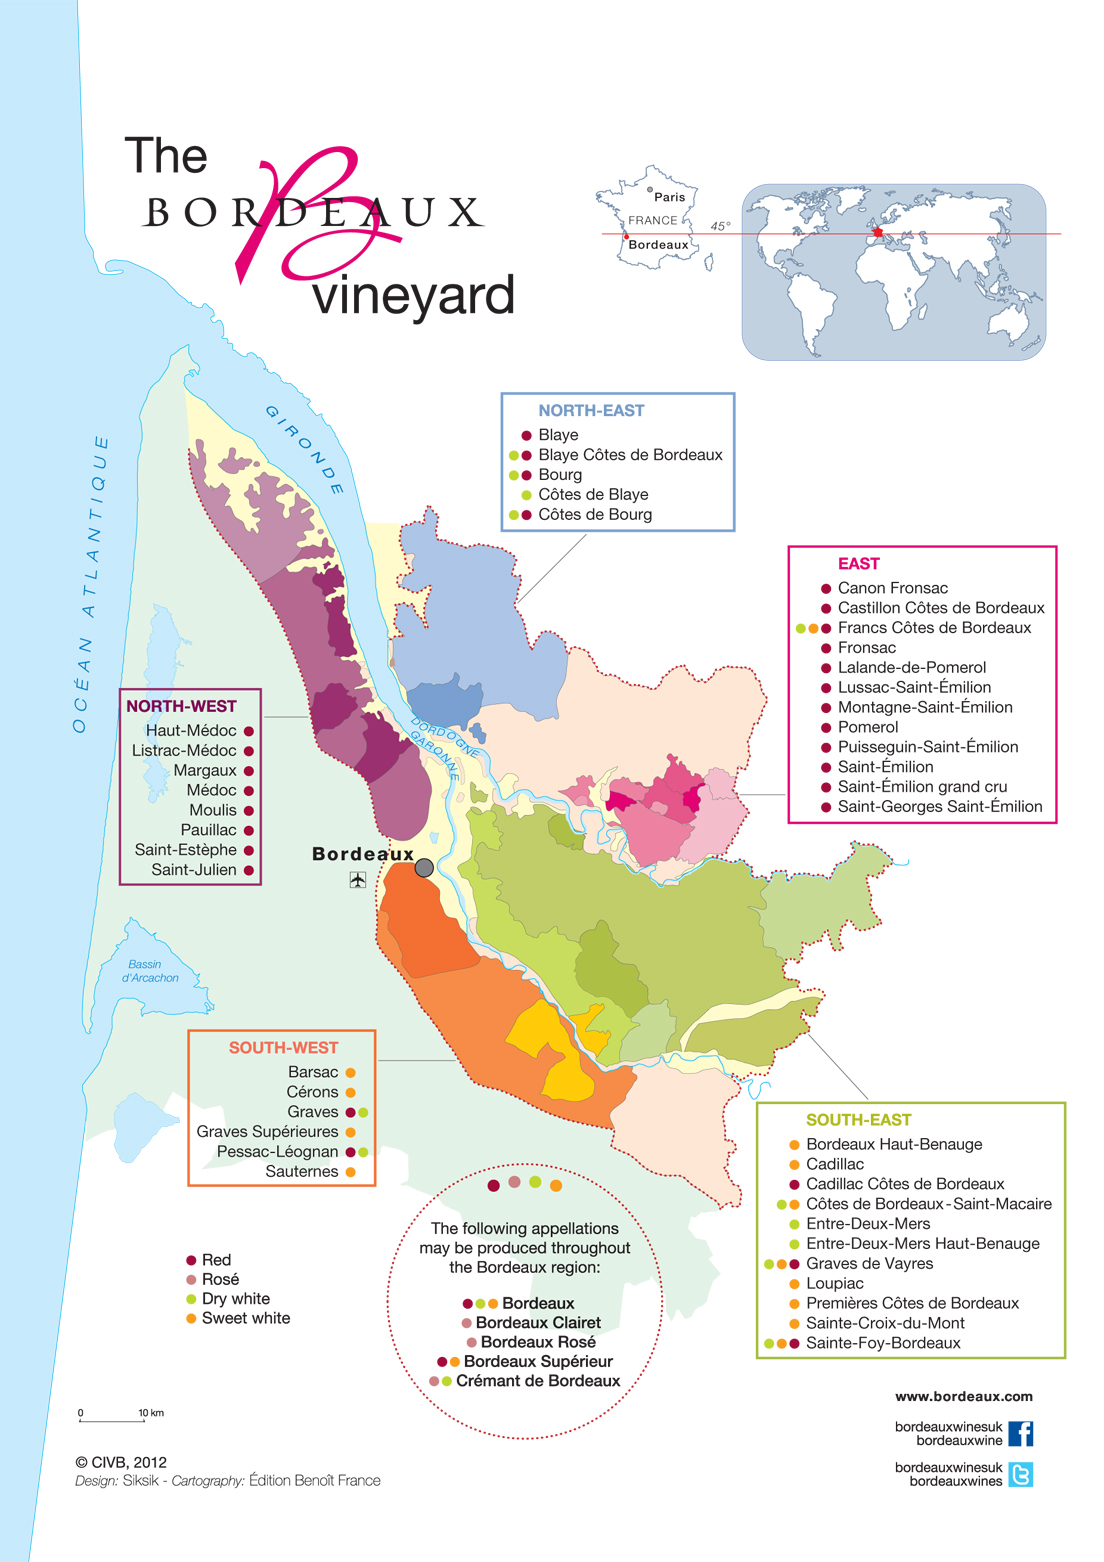 The
BORDEAUX
vineyard
Paris
FRANCE
Bordeaux
45°
OCÉAN ATLANTIQUE
GIRONDE
NORTH-EAST
Blaye
Blaye Côtes de Bordeaux
Bourg
Côtes de Blaye
Côtes de Bourg
EAST
Canon Fronsac
Castillon Côtes de Bordeaux
Francs Côtes de Bordeaux
Fronsac
Lalande-de-Pomerol
Lussac-Saint-Émilion
Montagne-Saint-Émilion
Pomerol
Puisseguin-Saint-Émilion
Saint-Émilion
Saint-Émilion grand cru
Saint-Georges Saint-Émilion
NORTH-WEST
Haut-Médoc
Listrac-Médoc
Margaux
Médoc
Moulis
Pauillac
Saint-Estèphe
Saint-Julien
DORDOGNE
GARONNE
Bordeaux
Bassin
d'Arcachon
SOUTH-WEST
Barsac
Cérons
Graves
Graves Supérieures
Pessac-Léognan
Sauternes
SOUTH-EAST
Bordeaux Haut-Benauge
Cadillac
Cadillac Côtes de Bordeaux
Côtes de Bordeaux-Saint-Macaire
Entre-Deux-Mers
Entre-Deux-Mers Haut-Benauge
Graves de Vayres
Loupiac
Premières Côtes de Bordeaux
Sainte-Croix-du-Mont
Sainte-Foy-Bordeaux
The following appellations
may be produced throughout
the Bordeaux region:
Bordeaux
Bordeaux Clairet
Bordeaux Rosé
Bordeaux Supérieur
Crémant de Bordeaux
Red
Rosé
Dry white
Sweet white
0 10 km
© CIVB, 2012
Design: Siksik - Cartography: Édition Benoît France
www.bordeaux.com
bordeauxwinesuk
bordeauxwine
bordeauxwinesuk
bordeauxwines